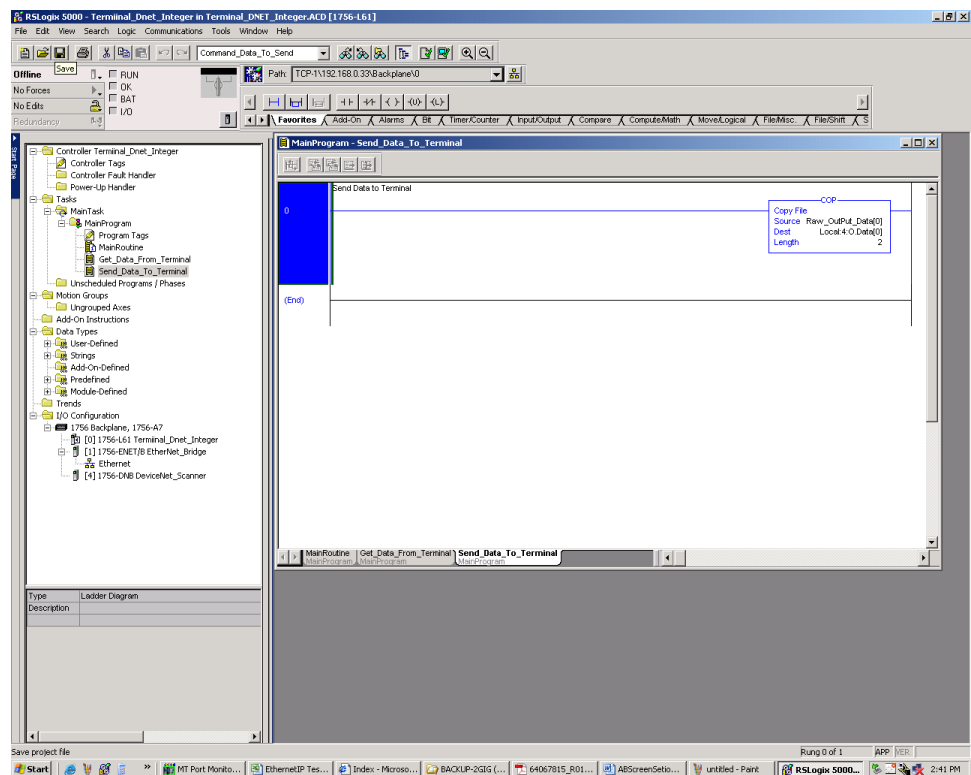 RSLogix 5000 - Termiinal_Dnet_Integer in Terminal_DNET_Integer.ACD [1756-L61]
File Edit View Search Logic Communications Tools Window Help
Command_Data_To_Send
Save
Offline RUN
No Forces OK
No Edits BAT
I/O
Redundancy
Path: TCP-1\192.168.0.33\Backplane\0
Favorites Add-On Alarms Bit Timer/Counter Input/Output Compare Compute/Math Move/Logical File/Misc. File/Shift S
Start Page
Controller Termiinal_Dnet_Integer
Controller Tags
Controller Fault Handler
Power-Up Handler
Tasks
MainTask
MainProgram
Program Tags
MainRoutine
Get_Data_From_Terminal
Send_Data_To_Terminal
Unscheduled Programs / Phases
Motion Groups
Ungrouped Axes
Add-On Instructions
Data Types
User-Defined
Strings
Add-On-Defined
Predefined
Module-Defined
Trends
I/O Configuration
1756 Backplane, 1756-A7
[0] 1756-L61 Termiinal_Dnet_Integer
[1] 1756-ENET/B EtherNet_Bridge
Ethernet
[4] 1756-DNB DeviceNet_Scanner
Type Ladder Diagram
Description
MainProgram - Send_Data_To_Terminal
Send Data to Terminal
0
COP
Copy File
Source Raw_OutPut_Data[0]
Dest Local:4:O.Data[0]
Length 2
(End)
MainRoutine Get_Data_From_Terminal Send_Data_To_Terminal
MainProgram MainProgram MainProgram
Save project file
Rung 0 of 1 APP VER
Start » MT Port Monito... EthernetIP Tes... Index - Microso... BACKUP-2GIG (... 64067815_R01... ABScreenSetio... untitled - Paint RSLogix 5000... 2:41 PM